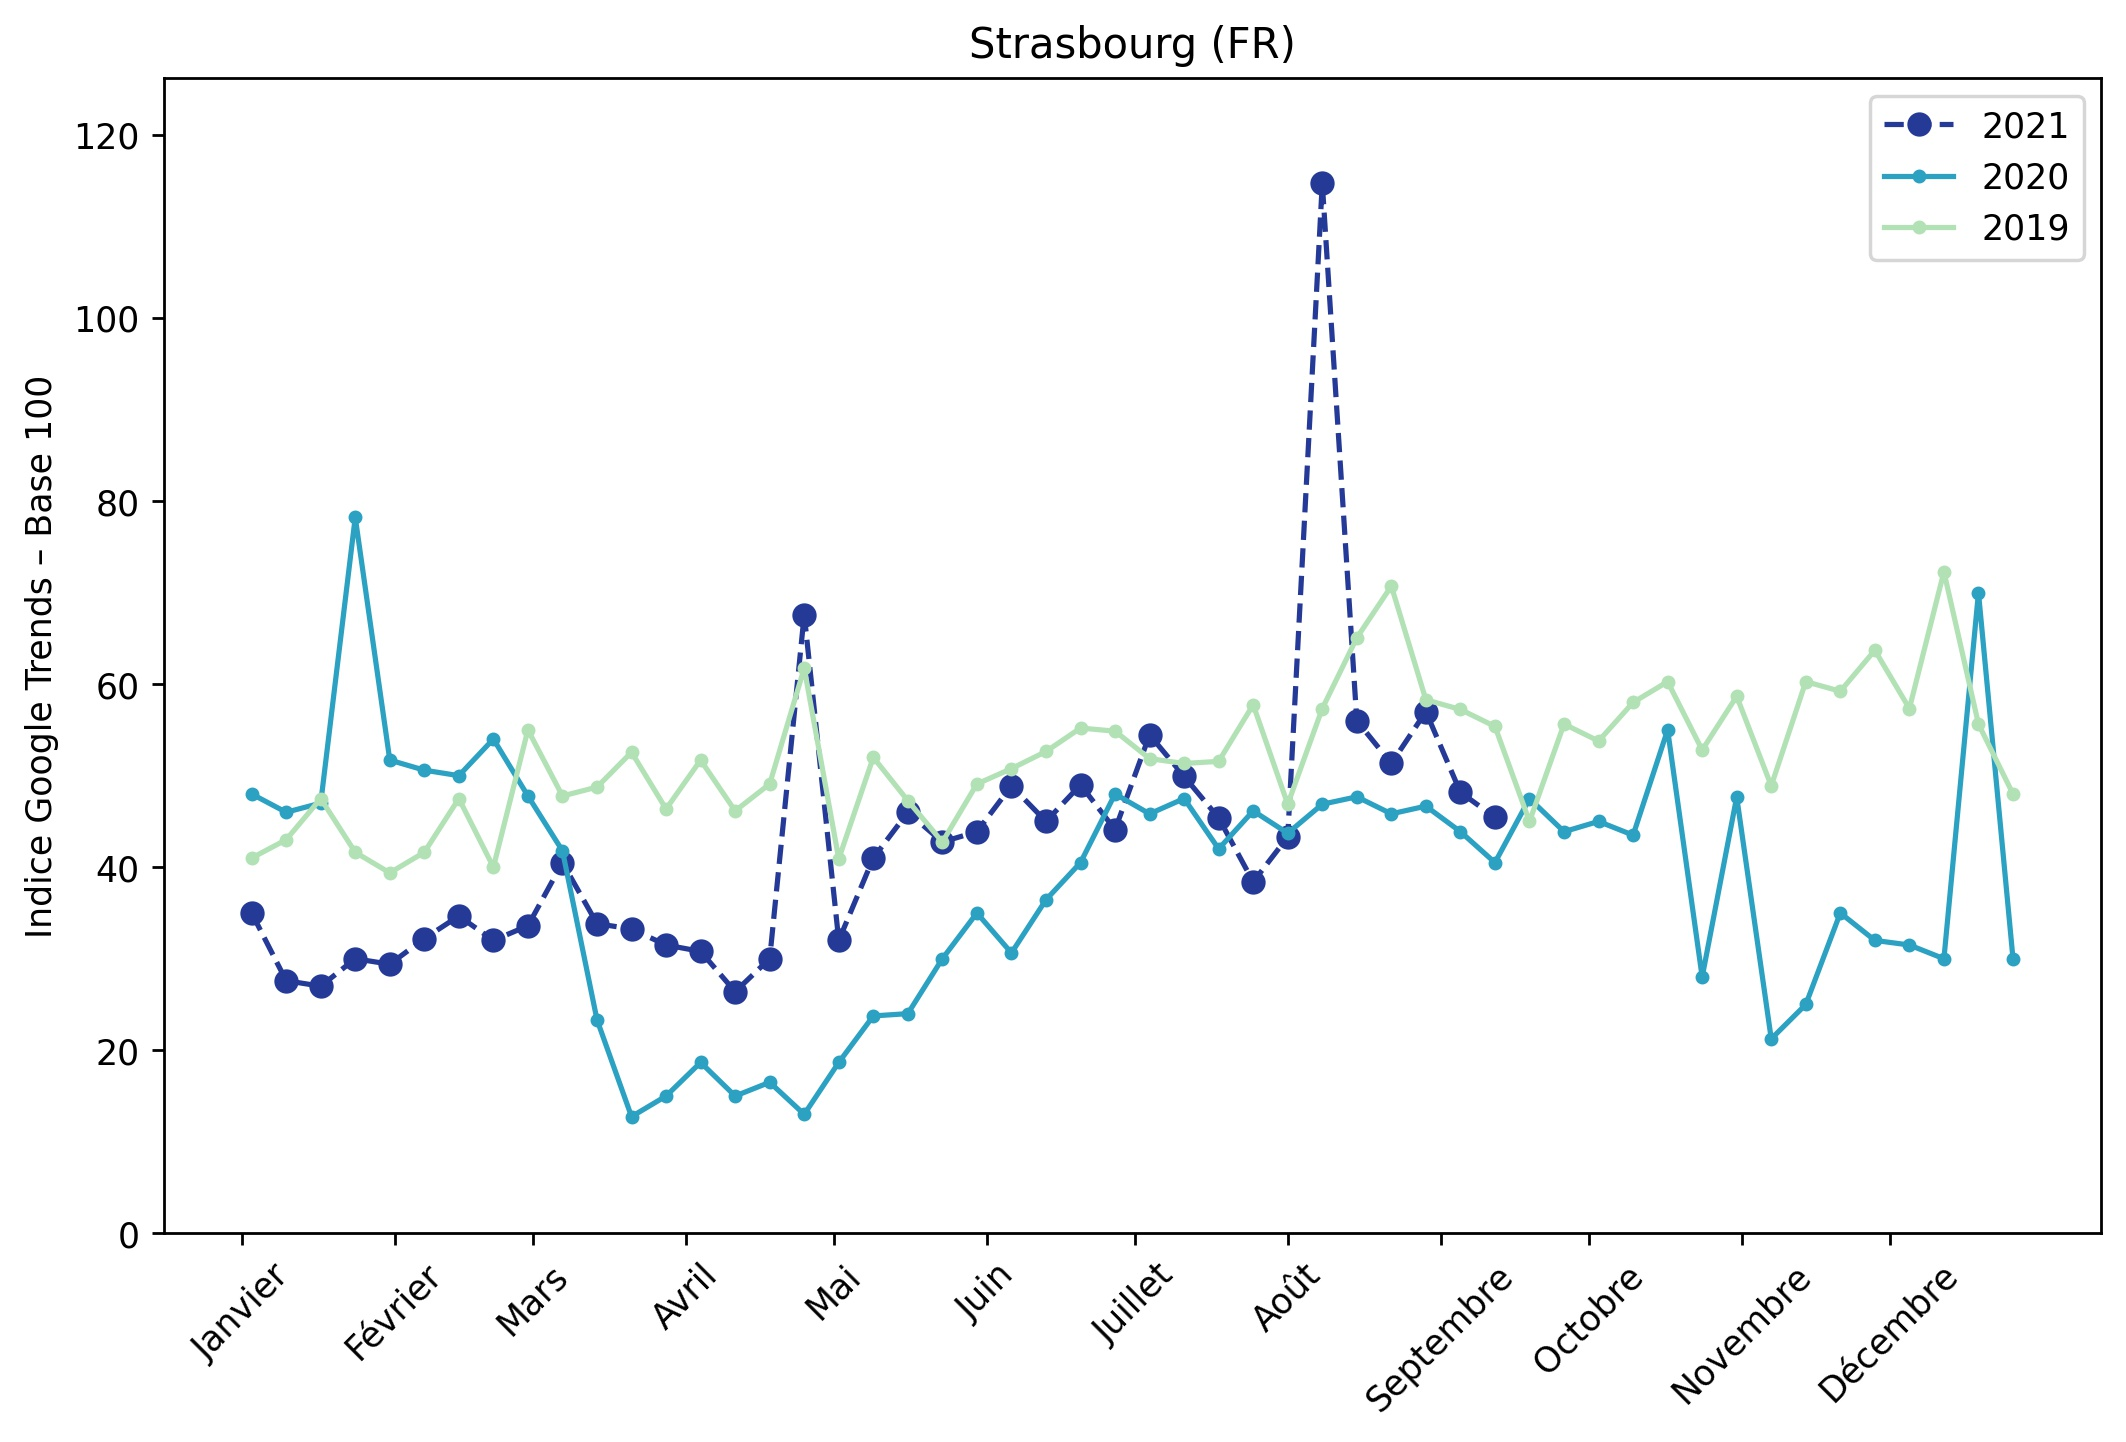 Strasbourg (FR)
Indice Google Trends – Base 100
120
100
80
60
40
20
0
2021
2020
2019
Janvier
Février
Mars
Avril
Mai
Juin
Juillet
Août
Septembre
Octobre
Novembre
Décembre